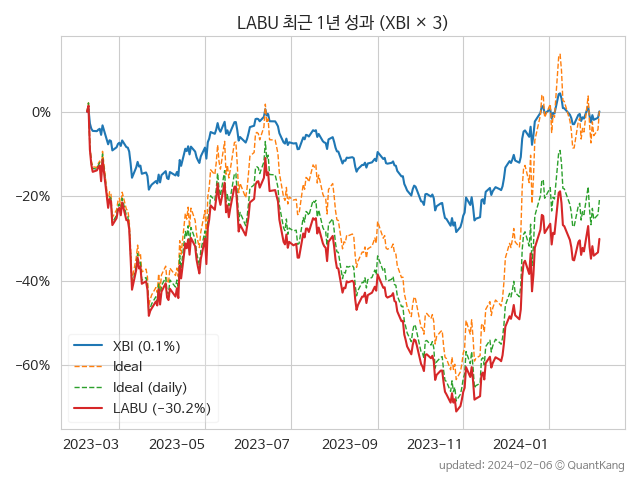 LABU 최근 1년 성과 (XBI × 3)
0%
−20%
−40%
−60%
XBI (0.1%)
Ideal
Ideal (daily)
LABU (−30.2%)
2023-03 2023-05 2023-07 2023-09 2023-11 2024-01
updated: 2024-02-06 © QuantKang